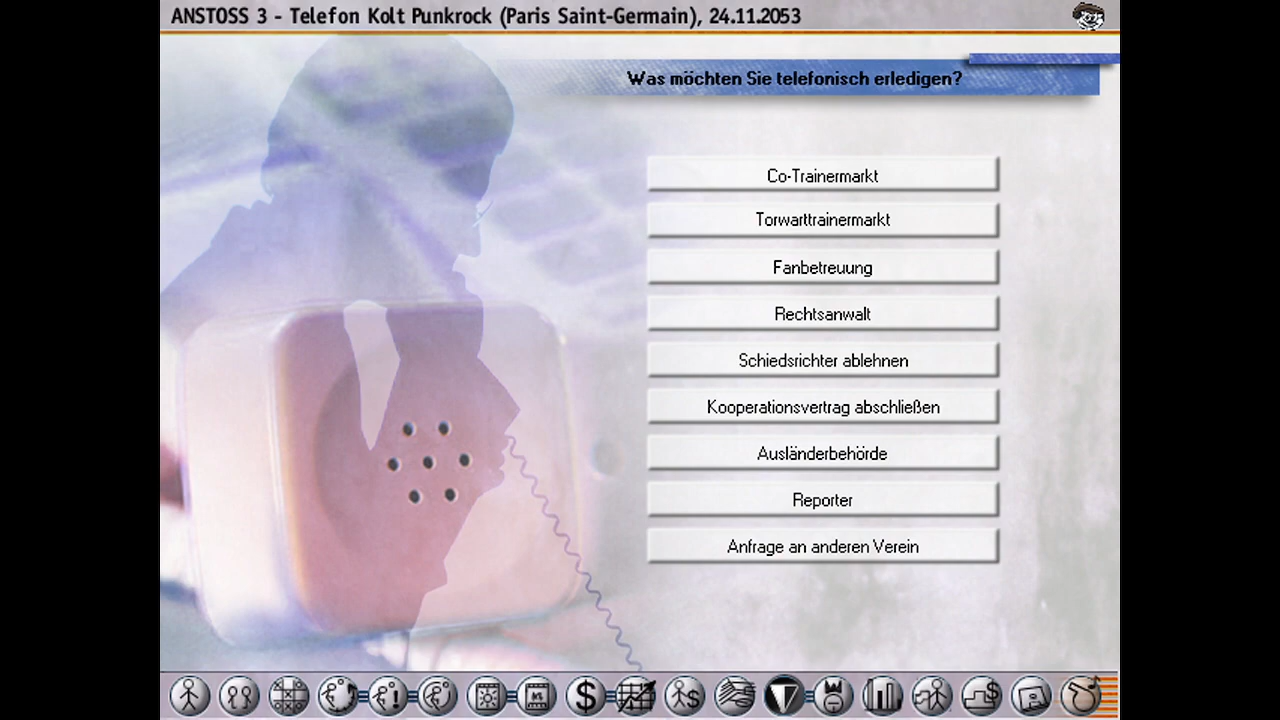 ANSTOSS 3 - Telefon Kolt Punkrock (Paris Saint-Germain), 24.11.2053
Was möchten Sie telefonisch erledigen?
Co-Trainermarkt
Torwarttrainermarkt
Fanbetreuung
Rechtsanwalt
Schiedsrichter ablehnen
Kooperationsvertrag abschließen
Ausländerbehörde
Reporter
Anfrage an anderen Verein